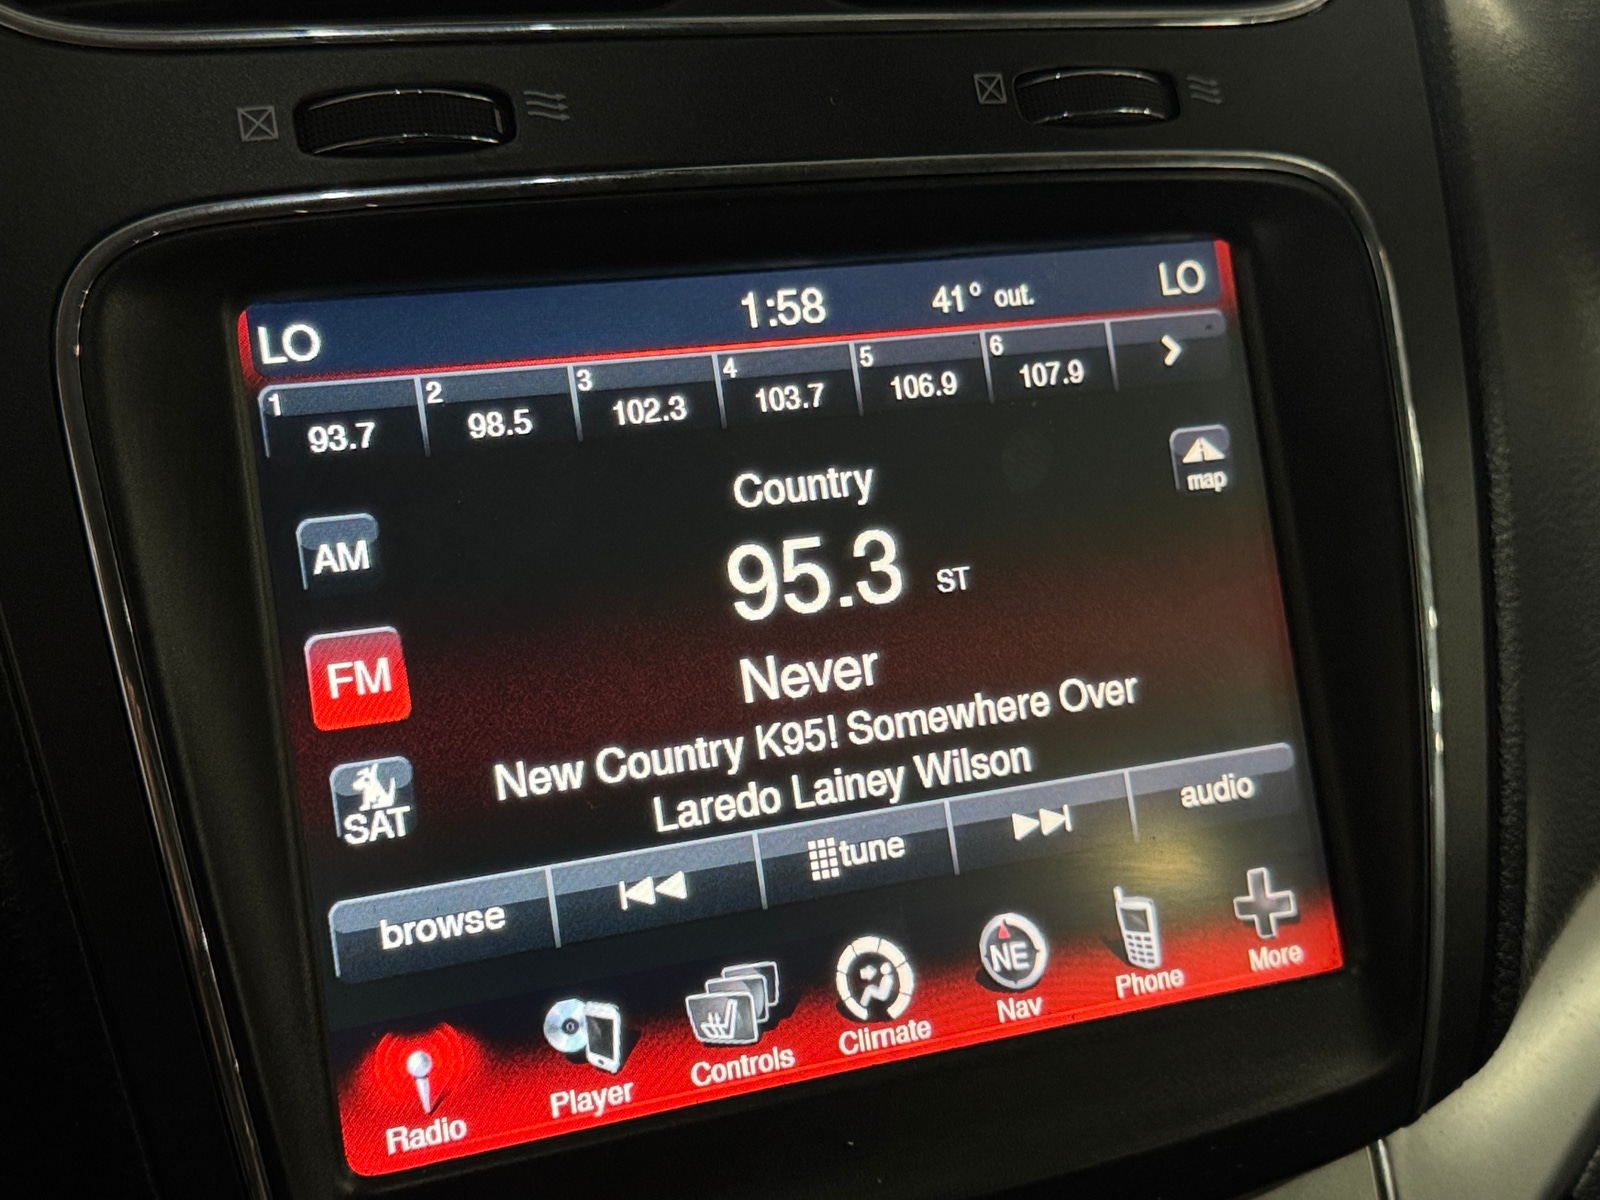 LO 1:58 41° out. LO
1 2 3 4 5 6
93.7 98.5 102.3 103.7 106.9 107.9
map
Country
AM
95.3 ST
FM
Never
New Country K95! Somewhere Over
Laredo Lainey Wilson
SAT
browse tune audio
NE
Radio Player Controls Climate Nav Phone More